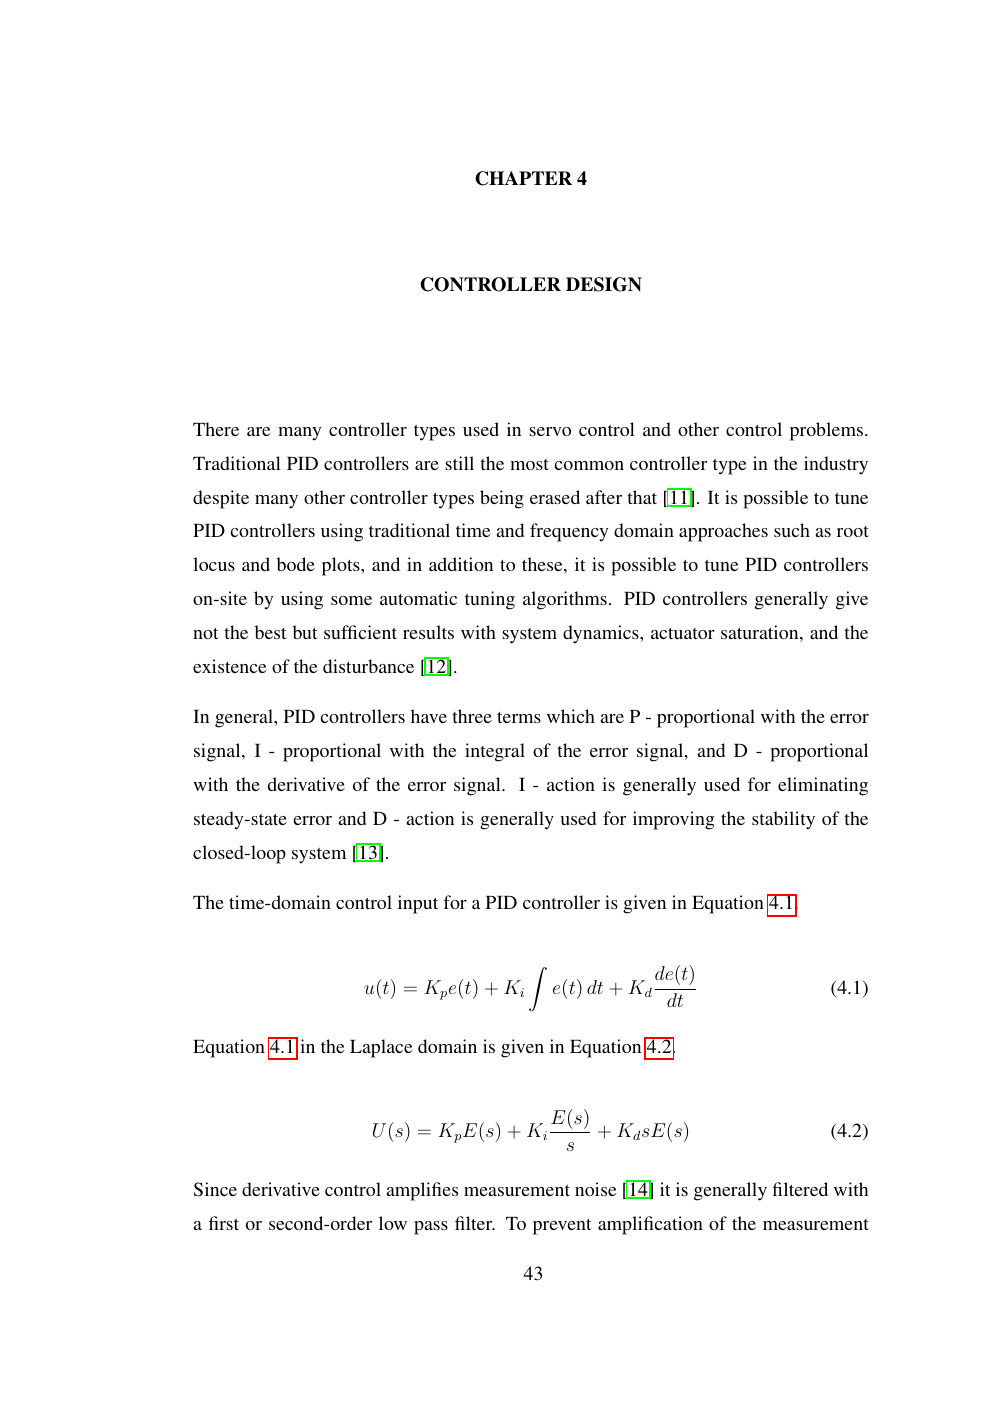 CHAPTER 4
CONTROLLER DESIGN
There are many controller types used in servo control and other control problems.
Traditional PID controllers are still the most common controller type in the industry
despite many other controller types being erased after that [11]. It is possible to tune
PID controllers using traditional time and frequency domain approaches such as root
locus and bode plots, and in addition to these, it is possible to tune PID controllers
on-site by using some automatic tuning algorithms. PID controllers generally give
not the best but sufficient results with system dynamics, actuator saturation, and the
existence of the disturbance [12].
In general, PID controllers have three terms which are P - proportional with the error
signal, I - proportional with the integral of the error signal, and D - proportional
with the derivative of the error signal. I - action is generally used for eliminating
steady-state error and D - action is generally used for improving the stability of the
closed-loop system [13].
The time-domain control input for a PID controller is given in Equation 4.1.
u(t) = K_p e(t) + K_i ∫ e(t) dt + K_d de(t)/dt (4.1)
Equation 4.1 in the Laplace domain is given in Equation 4.2.
U(s) = K_p E(s) + K_i E(s)/s + K_d sE(s) (4.2)
Since derivative control amplifies measurement noise [14] it is generally filtered with
a first or second-order low pass filter. To prevent amplification of the measurement
43